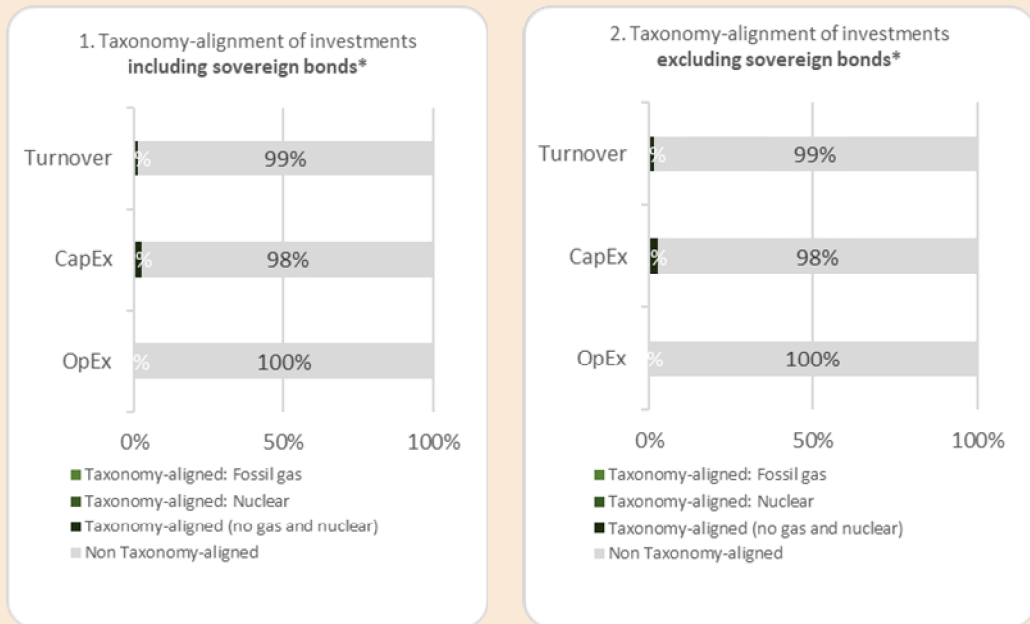 1. Taxonomy-alignment of investments
including sovereign bonds*
Turnover
%
99%
CapEx
%
98%
OpEx
%
100%
0%
50%
100%
Taxonomy-aligned: Fossil gas
Taxonomy-aligned: Nuclear
Taxonomy-aligned (no gas and nuclear)
Non Taxonomy-aligned
2. Taxonomy-alignment of investments
excluding sovereign bonds*
Turnover
%
99%
CapEx
%
98%
OpEx
%
100%
0%
50%
100%
Taxonomy-aligned: Fossil gas
Taxonomy-aligned: Nuclear
Taxonomy-aligned (no gas and nuclear)
Non Taxonomy-aligned